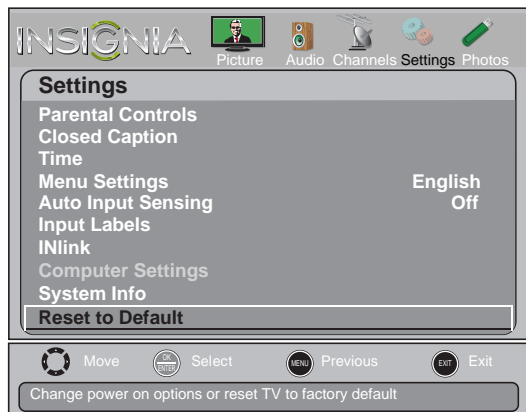 INSIGNIA
Picture Audio Channels Settings Photos
Settings
Parental Controls
Closed Caption
Time
Menu Settings English
Auto Input Sensing Off
Input Labels
INlink
Computer Settings
System Info
Reset to Default
Move OK ENTER Select MENU Previous EXIT Exit
Change power on options or reset TV to factory default